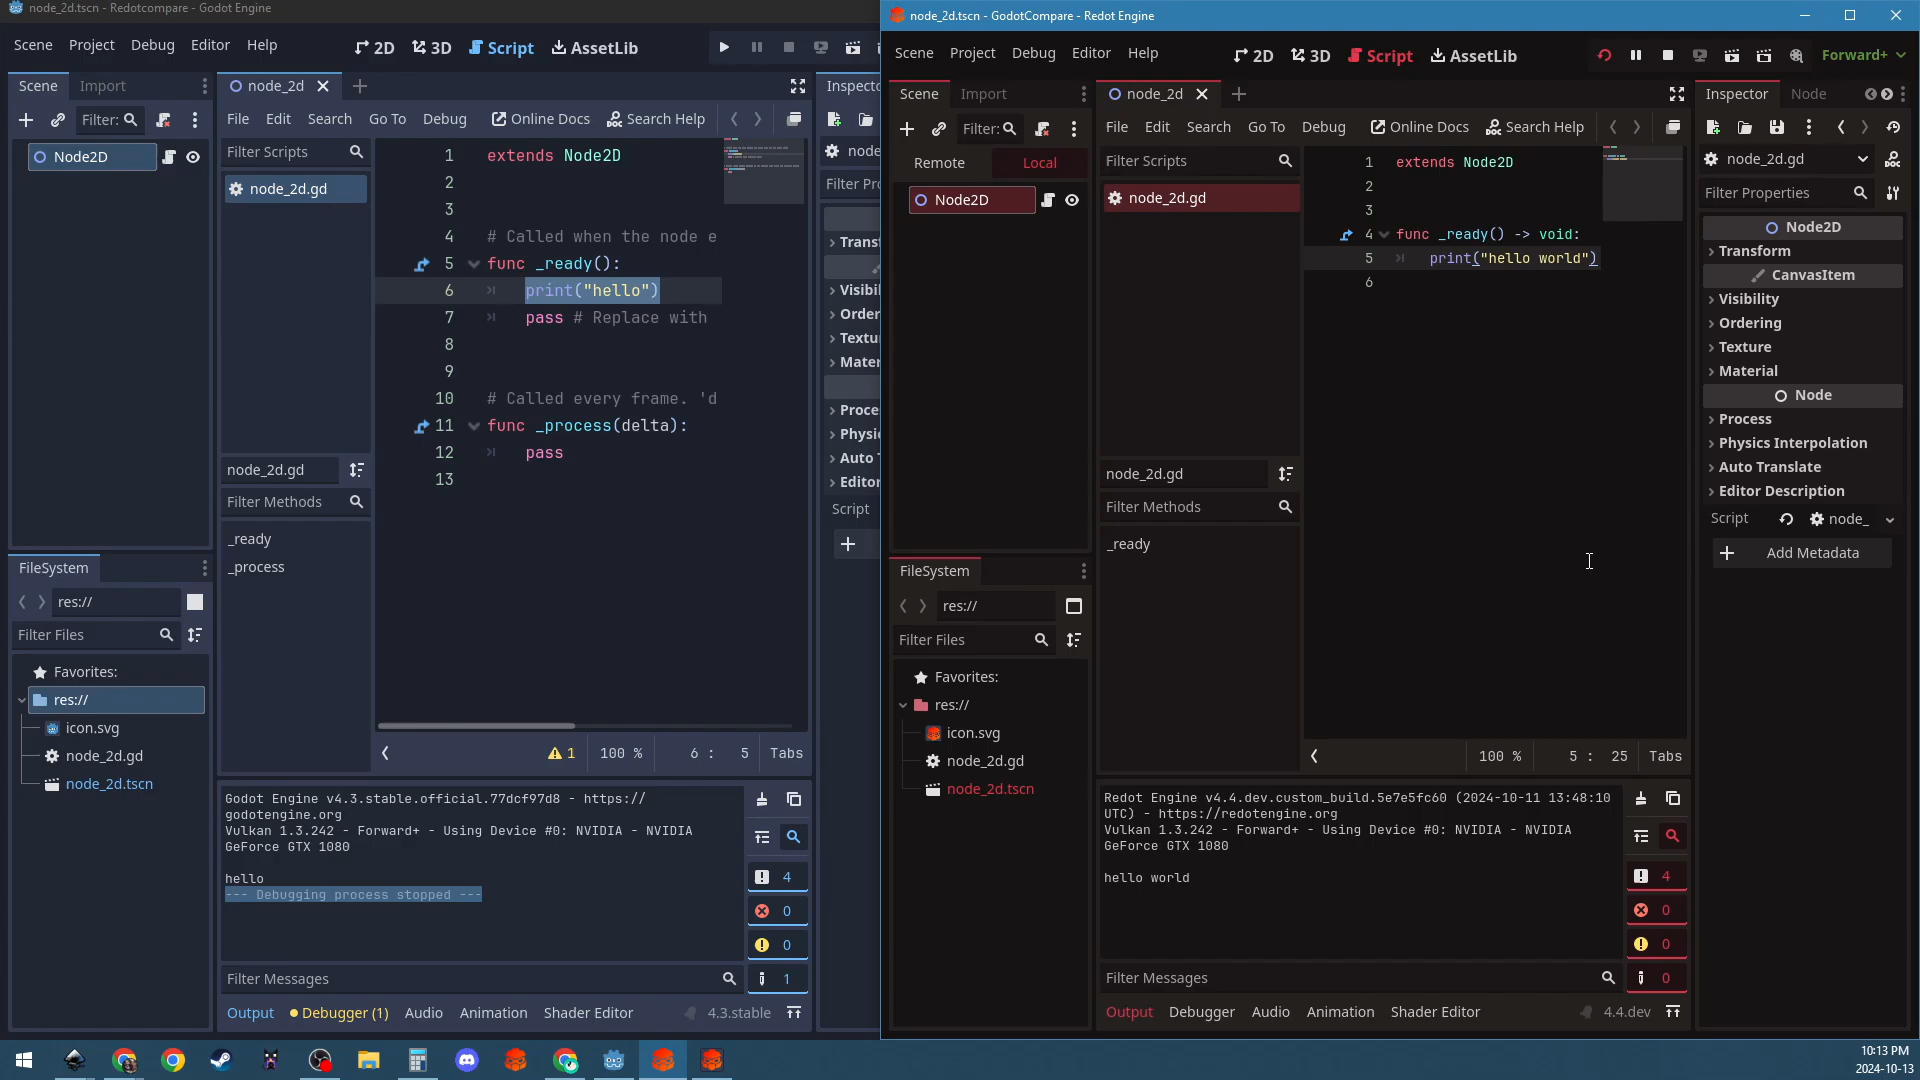 node_2d.tscn - Redotcompare - Godot Engine
Scene Project Debug Editor Help
2D 3D Script AssetLib
Scene Import
node_2d
Filter:
File Edit Search Go To Debug Online Docs Search Help
Node2D
Filter Scripts
node_2d.gd
1 extends Node2D
2
3
4 # Called when the node e
5 func _ready():
6 print("hello")
7 pass # Replace with
8
9
10 # Called every frame. 'd
11 func _process(delta):
12 pass
13
node_2d.gd
Filter Methods
_ready
_process
100 % 6 : 5 Tabs
1
Inspecto
node
Filter Pr
Transf
Visibil
Order
Textu
Mater
Proce
Physi
Auto
Editor
Script
FileSystem
res://
Filter Files
Favorites:
res://
icon.svg
node_2d.gd
node_2d.tscn
Godot Engine v4.3.stable.official.77dcf97d8 - https://
godotengine.org
Vulkan 1.3.242 - Forward+ - Using Device #0: NVIDIA - NVIDIA
GeForce GTX 1080
hello
--- Debugging process stopped ---
4
0
0
1
Filter Messages
Output Debugger (1) Audio Animation Shader Editor 4.3.stable
node_2d.tscn - GodotCompare - Redot Engine
Scene Project Debug Editor Help
2D 3D Script AssetLib
Forward+
Scene Import
node_2d
Filter:
File Edit Search Go To Debug Online Docs Search Help
Remote Local
Node2D
Filter Scripts
node_2d.gd
1 extends Node2D
2
3
4 func _ready() -> void:
5 print("hello world")
6
node_2d.gd
Filter Methods
_ready
100 % 5 : 25 Tabs
Inspector Node
node_2d.gd
Filter Properties
Node2D
Transform
CanvasItem
Visibility
Ordering
Texture
Material
Node
Process
Physics Interpolation
Auto Translate
Editor Description
Script node_
Add Metadata
FileSystem
res://
Filter Files
Favorites:
res://
icon.svg
node_2d.gd
node_2d.tscn
Redot Engine v4.4.dev.custom_build.5e7e5fc60 (2024-10-11 13:48:10
UTC) - https://redotengine.org
Vulkan 1.3.242 - Forward+ - Using Device #0: NVIDIA - NVIDIA
GeForce GTX 1080
hello world
4
0
0
0
Filter Messages
Output Debugger Audio Animation Shader Editor 4.4.dev
10:13 PM
2024-10-13